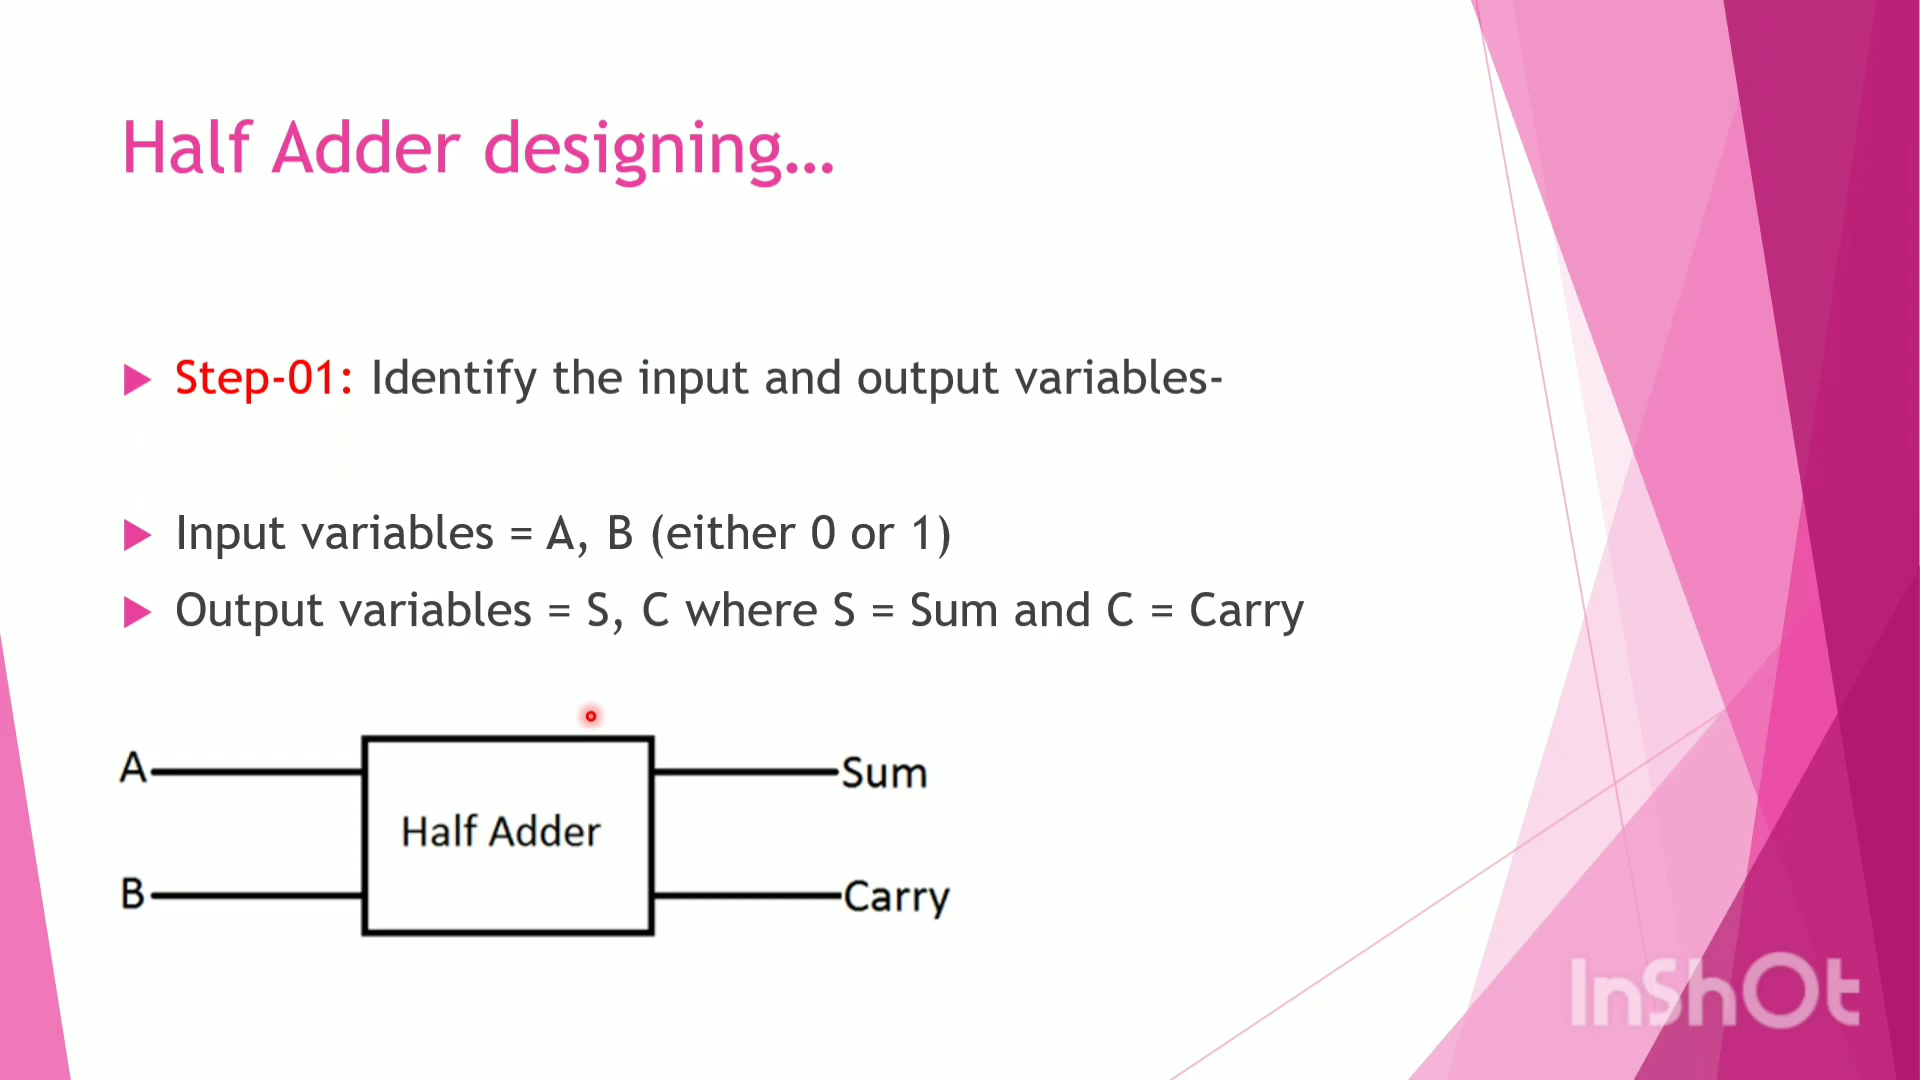 Half Adder designing...
Step-01: Identify the input and output variables-
Input variables = A, B (either 0 or 1)
Output variables = S, C where S = Sum and C = Carry
A
Sum
Half Adder
B
Carry
InShOt